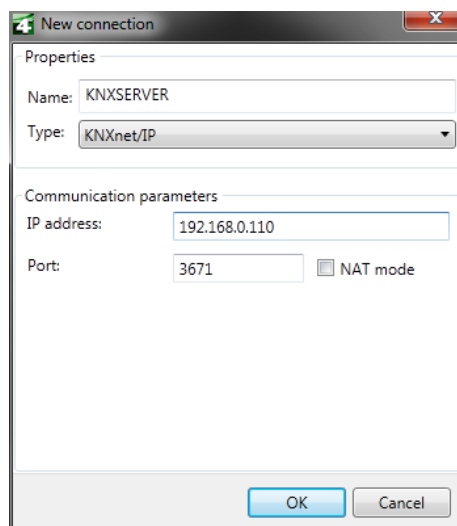 4 New connection
Properties
Name: KNXSERVER
Type: KNXnet/IP
Communication parameters
IP address: 192.168.0.110
Port: 3671 NAT mode
OK Cancel